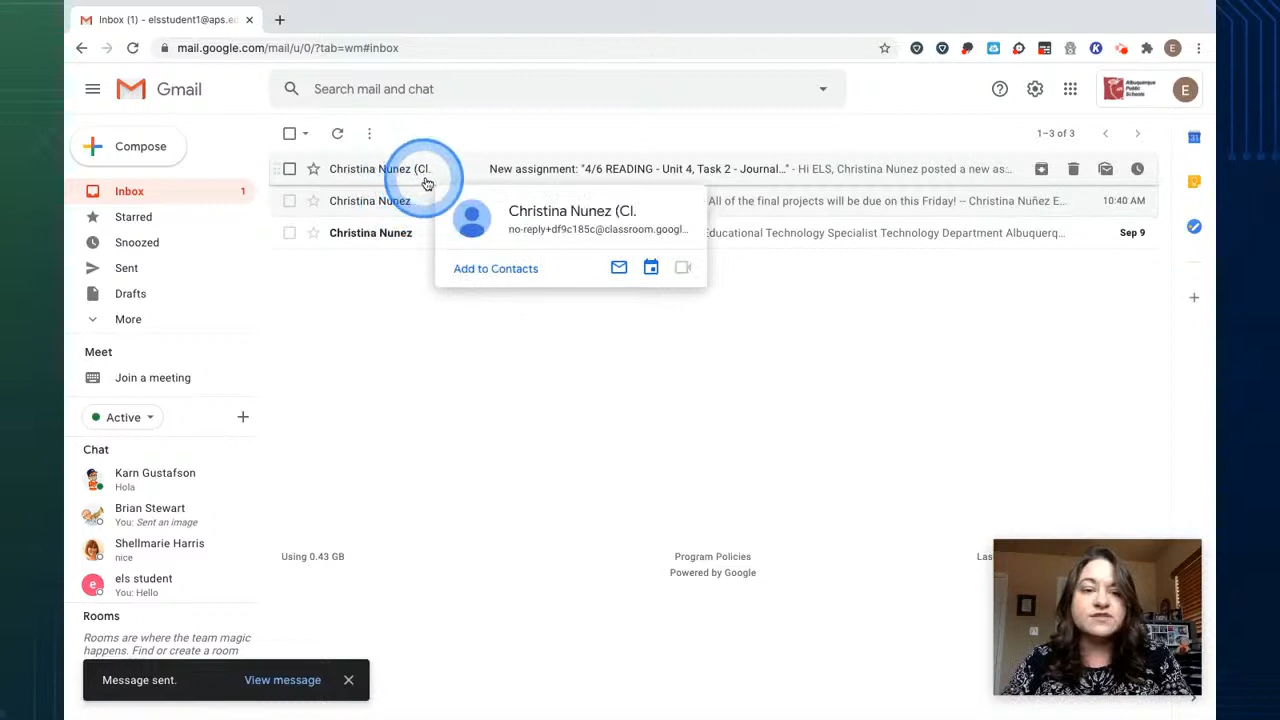 Inbox (1) - elsstudent1@aps.ed
mail.google.com/mail/u/0/?tab=wm#inbox
E
Gmail
Search mail and chat
Albuquerque Public Schools
E
Compose
1–3 of 3
Inbox 1
Christina Nunez (Cl. New assignment: "4/6 READING - Unit 4, Task 2 - Journal..." - Hi ELS, Christina Nunez posted a new as...
Christina Nunez All of the final projects will be due on this Friday! -- Christina Nuñez E... 10:40 AM
Christina Nunez (Cl.
no-reply+df9c185c@classroom.googl...
Christina Nunez Educational Technology Specialist Technology Department Albuquerq... Sep 9
Add to Contacts
Starred
Snoozed
Sent
Drafts
More
Meet
Join a meeting
Active
Chat
Karn Gustafson
Hola
Brian Stewart
You: Sent an image
Shellmarie Harris
nice
els student
You: Hello
Using 0.43 GB
Program Policies
Powered by Google
Las
Rooms
Rooms are where the team magic
happens. Find or create a room
Message sent. View message